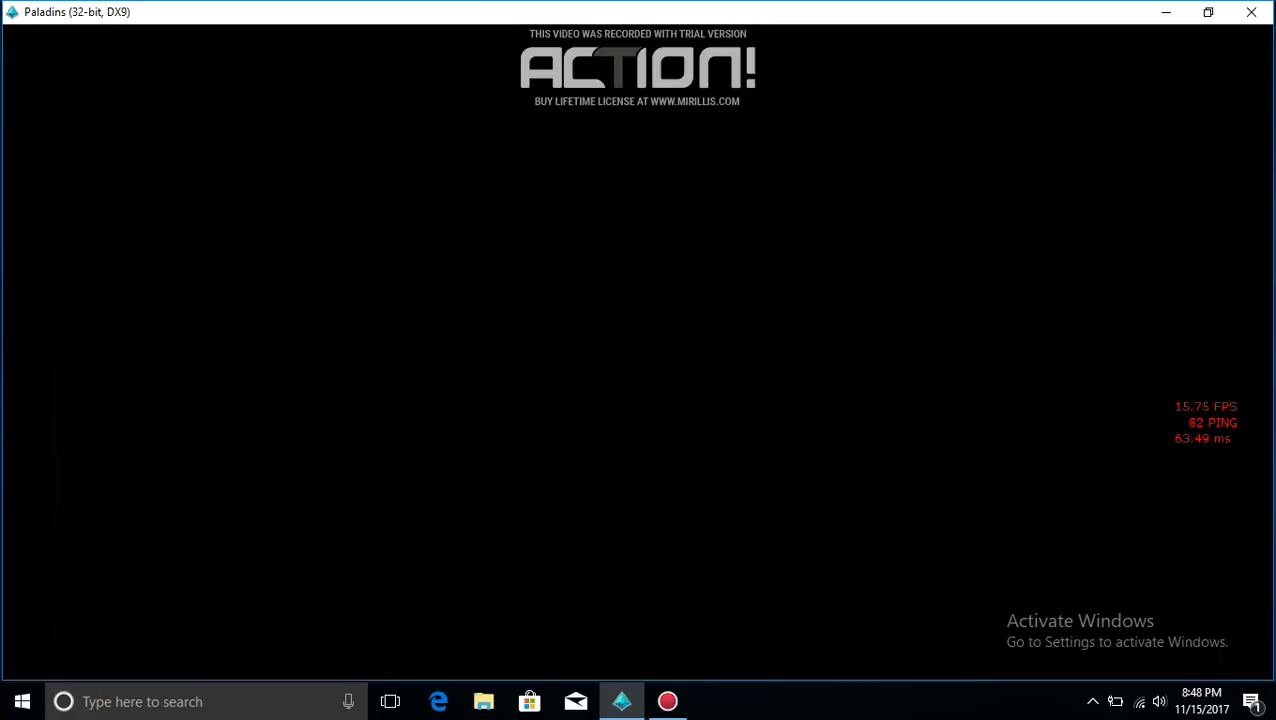 Paladins (32-bit, DX9)
THIS VIDEO WAS RECORDED WITH TRIAL VERSION
ACTION!
BUY LIFETIME LICENSE AT WWW.MIRILLIS.COM
15.75 FPS
82 PING
63.49 ms
Activate Windows
Go to Settings to activate Windows.
Type here to search
8:48 PM
11/15/2017
1